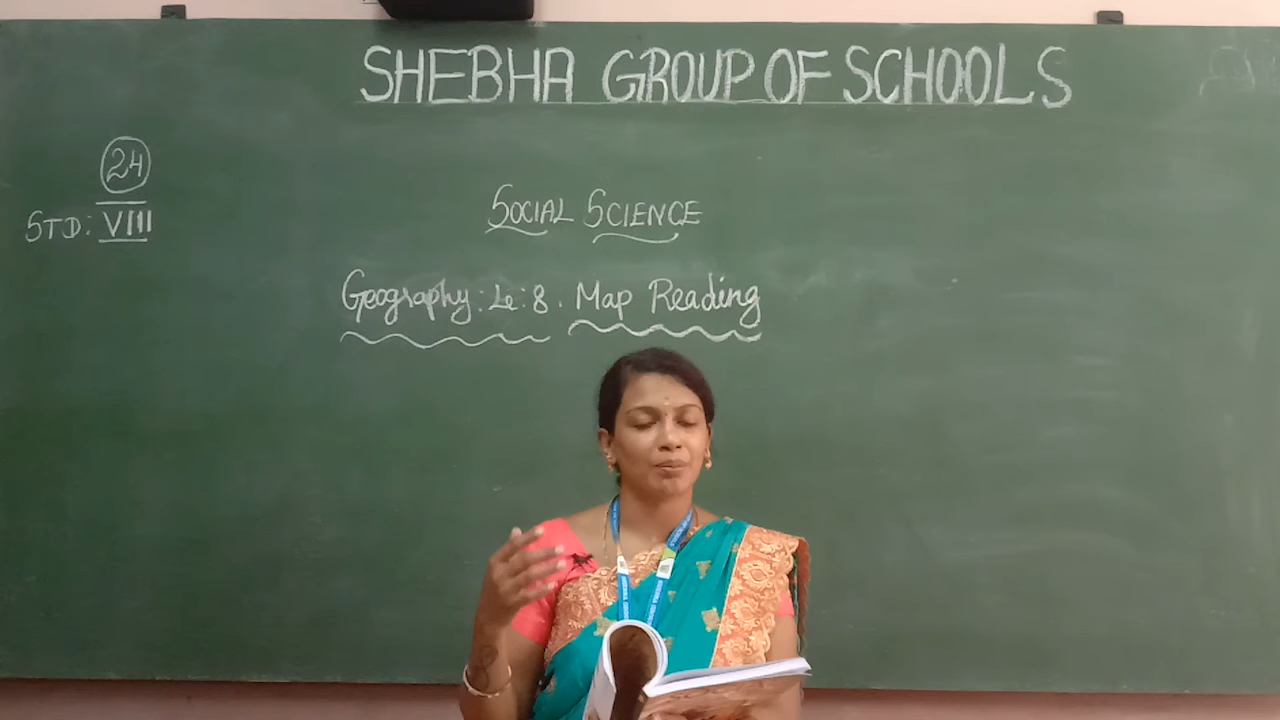 SHEBHA GROUP OF SCHOOLS
24
STD: VIII
SOCIAL SCIENCE
Geography: Le: 8. Map Reading